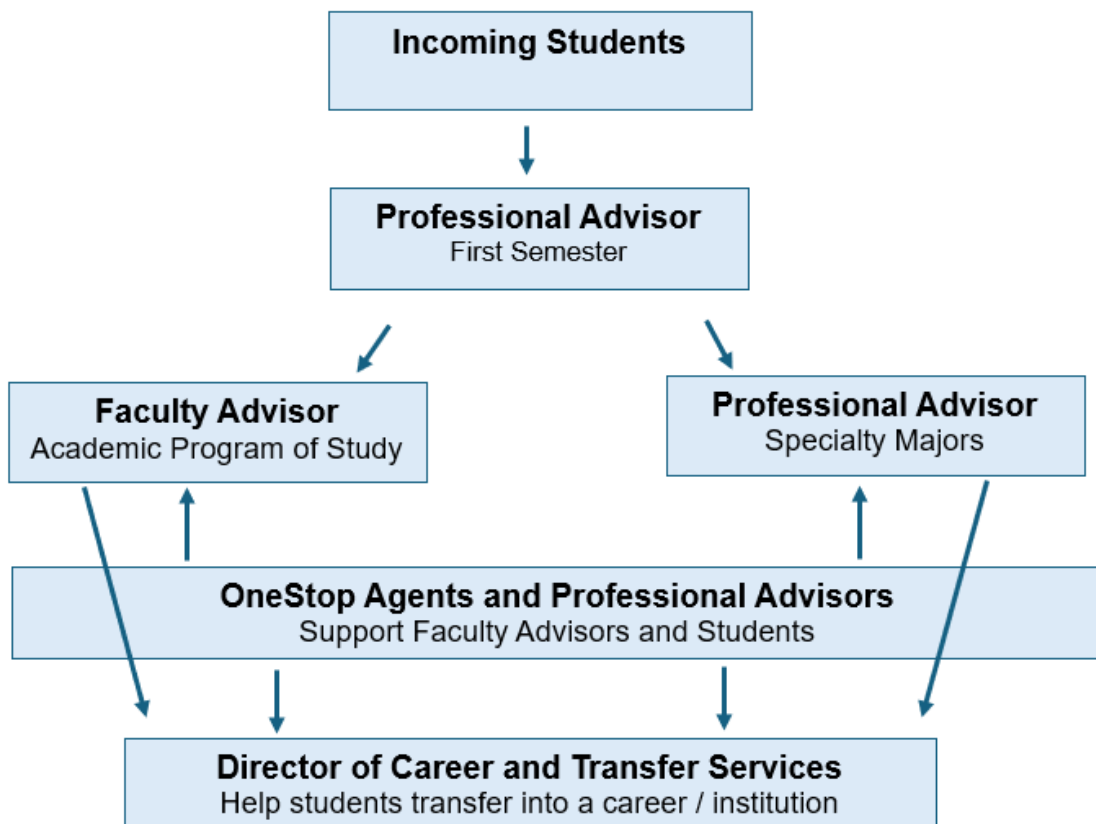 Incoming Students
Professional Advisor
First Semester
Faculty Advisor
Academic Program of Study
Professional Advisor
Specialty Majors
OneStop Agents and Professional Advisors
Support Faculty Advisors and Students
Director of Career and Transfer Services
Help students transfer into a career / institution